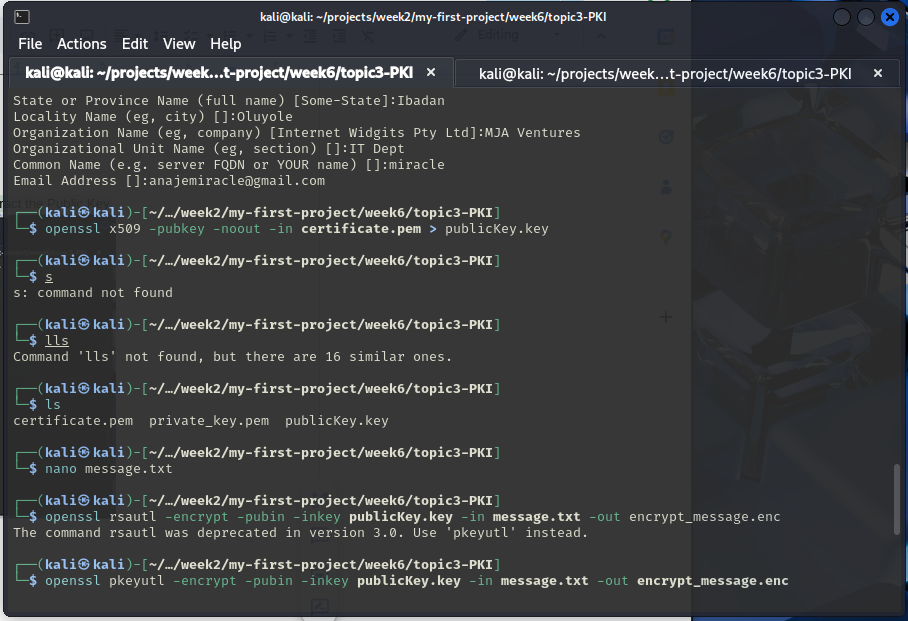 kali@kali: ~/projects/week2/my-first-project/week6/topic3-PKI
File Actions Edit View Help
kali@kali: ~/projects/week...t-project/week6/topic3-PKI × kali@kali: ~/projects/week...t-project/week6/topic3-PKI ×
State or Province Name (full name) [Some-State]:Ibadan
Locality Name (eg, city) []:Oluyole
Organization Name (eg, company) [Internet Widgits Pty Ltd]:MJA Ventures
Organizational Unit Name (eg, section) []:IT Dept
Common Name (e.g. server FQDN or YOUR name) []:miracle
Email Address []:anajemiracle@gmail.com
┌──(kali㉿kali)-[~/…/week2/my-first-project/week6/topic3-PKI]
└─$ openssl x509 -pubkey -noout -in certificate.pem > publicKey.key
┌──(kali㉿kali)-[~/…/week2/my-first-project/week6/topic3-PKI]
└─$ s
s: command not found
┌──(kali㉿kali)-[~/…/week2/my-first-project/week6/topic3-PKI]
└─$ lls
Command 'lls' not found, but there are 16 similar ones.
┌──(kali㉿kali)-[~/…/week2/my-first-project/week6/topic3-PKI]
└─$ ls
certificate.pem private_key.pem publicKey.key
┌──(kali㉿kali)-[~/…/week2/my-first-project/week6/topic3-PKI]
└─$ nano message.txt
┌──(kali㉿kali)-[~/…/week2/my-first-project/week6/topic3-PKI]
└─$ openssl rsautl -encrypt -pubin -inkey publicKey.key -in message.txt -out encrypt_message.enc
The command rsautl was deprecated in version 3.0. Use 'pkeyutl' instead.
┌──(kali㉿kali)-[~/…/week2/my-first-project/week6/topic3-PKI]
└─$ openssl pkeyutl -encrypt -pubin -inkey publicKey.key -in message.txt -out encrypt_message.enc